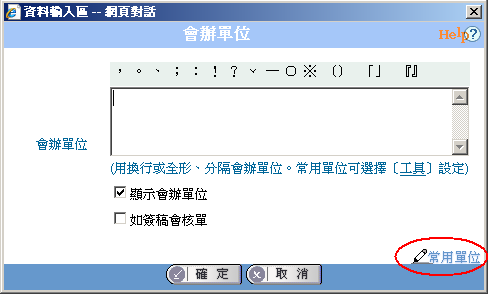 資料輸入區 -- 網頁對話
會辦單位
Help ?
，。、；：！？ˇ—○※（）「」『』
會辦單位
(用換行或全形、分隔會辦單位。常用單位可選擇〔工具〕設定)
顯示會辦單位
如簽稿會核單
常用單位
確定 取消